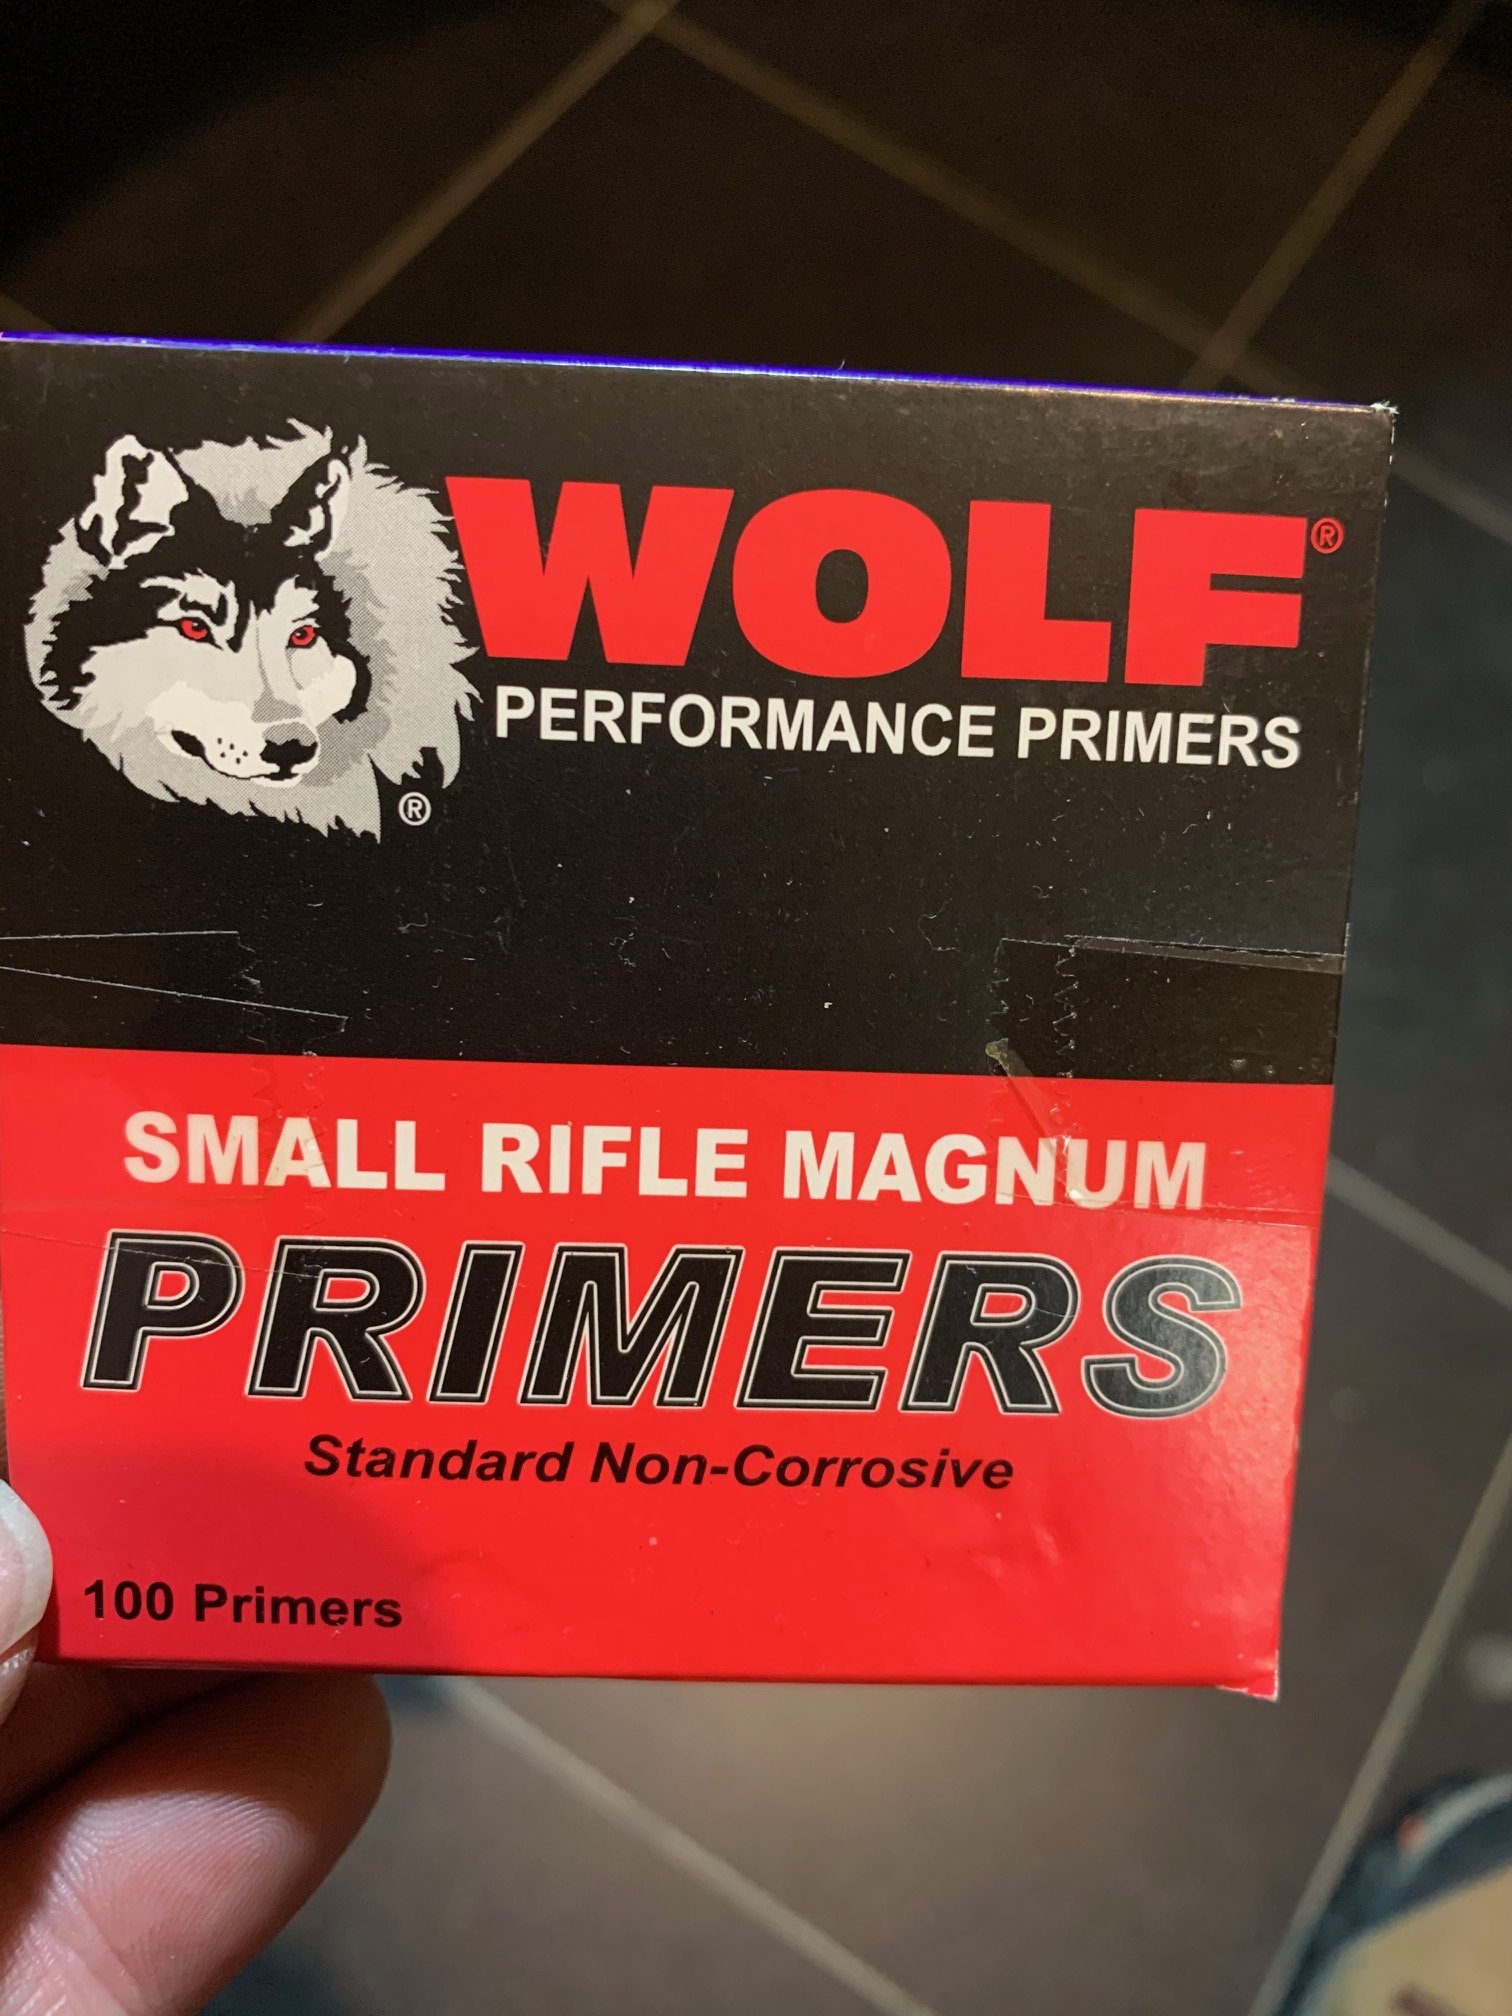 WOLF®
PERFORMANCE PRIMERS
®
SMALL RIFLE MAGNUM
PRIMERS
Standard Non-Corrosive
100 Primers